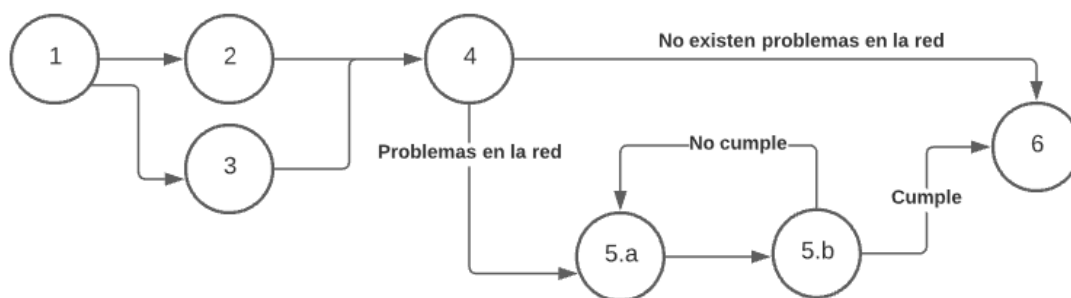 1
2
4
No existen problemas en la red
3
Problemas en la red
No cumple
6
Cumple
5.a
5.b